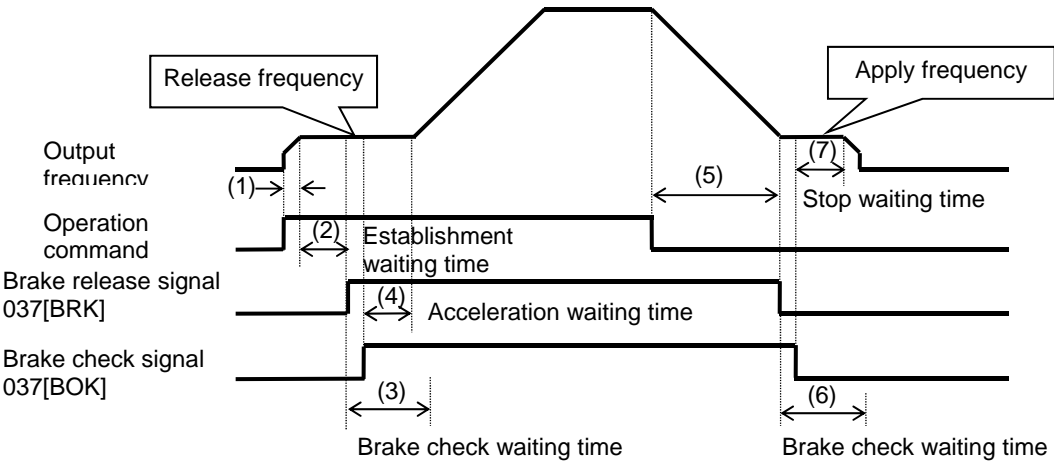 Release frequency
Apply frequency
Output
frequency
(1)
(5)
(7)
Stop waiting time
Operation
command
(2)
Establishment
waiting time
Brake release signal
037[BRK]
(4)
Acceleration waiting time
Brake check signal
037[BOK]
(3)
(6)
Brake check waiting time
Brake check waiting time